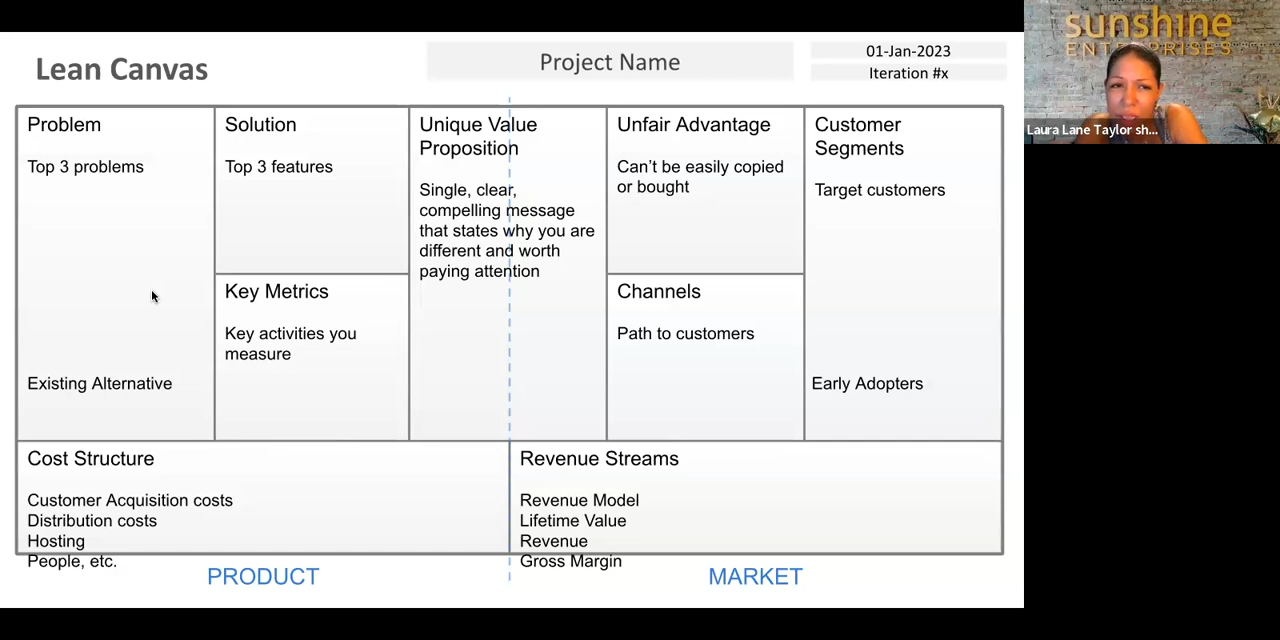 Lean Canvas
Project Name
01-Jan-2023
Iteration #x
Problem
Top 3 problems
Existing Alternative
Solution
Top 3 features
Key Metrics
Key activities you
measure
Unique Value
Proposition
Single, clear,
compelling message
that states why you are
different and worth
paying attention
Unfair Advantage
Can't be easily copied
or bought
Channels
Path to customers
Customer
Segments
Target customers
Early Adopters
Cost Structure
Customer Acquisition costs
Distribution costs
Hosting
People, etc.
Revenue Streams
Revenue Model
Lifetime Value
Revenue
Gross Margin
PRODUCT
MARKET
sunshine
ENTERPRISES
Laura Lane Taylor sh...